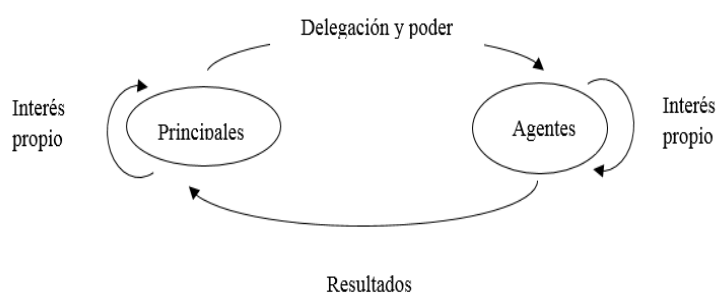 Delegación y poder
Interés
propio
Principales
Agentes
Interés
propio
Resultados